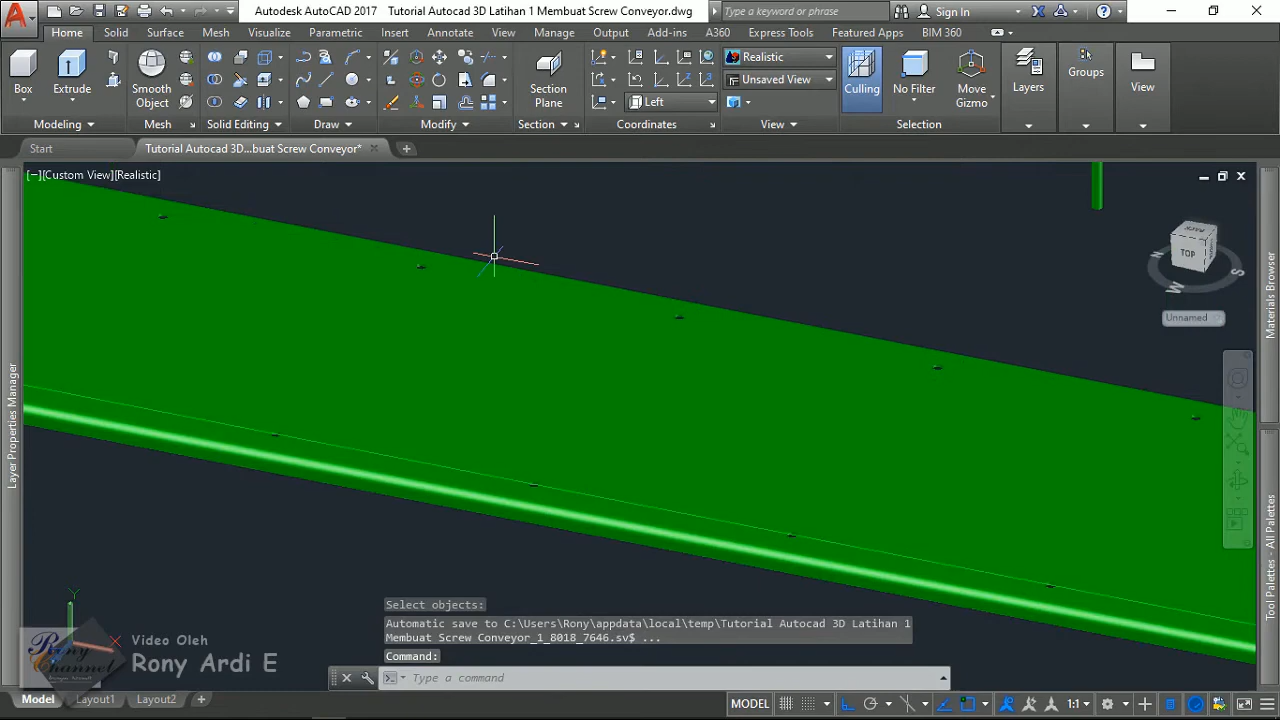 Autodesk AutoCAD 2017 Tutorial Autocad 3D Latihan 1 Membuat Screw Conveyor.dwg
Type a keyword or phrase
Sign In
Home Solid Surface Mesh Visualize Parametric Insert Annotate View Manage Output Add-ins A360 Express Tools Featured Apps BIM 360
Box Extrude Smooth Object Section Plane
Realistic
Unsaved View
Left
Culling No Filter Move Gizmo Layers Groups View
Modeling Mesh Solid Editing Draw Modify Section Coordinates View Selection
Start Tutorial Autocad 3D...buat Screw Conveyor*
[−][Custom View][Realistic]
TOP
N
S
W
Unnamed
Materials Browser
Layer Properties Manager
Tool Palettes - All Palettes
Y
X
Select objects:
Automatic save to C:\Users\Rony\appdata\local\temp\Tutorial Autocad 3D Latihan 1
Membuat Screw Conveyor_1_8018_7646.sv$ ...
Command:
Type a command
Video Oleh
Rony Ardi E
Rony
Channel
Model Layout1 Layout2
MODEL
1:1